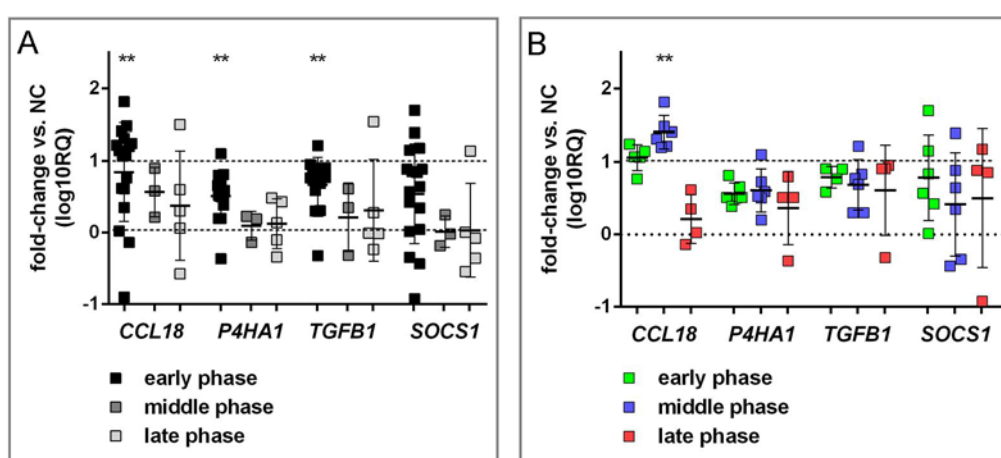 A
fold-change vs. NC
(log10RQ)
** ** **
2
1
0
-1
CCL18 P4HA1 TGFB1 SOCS1
early phase
middle phase
late phase
B
fold-change vs. NC
(log10RQ)
**
2
1
0
-1
CCL18 P4HA1 TGFB1 SOCS1
early phase
middle phase
late phase